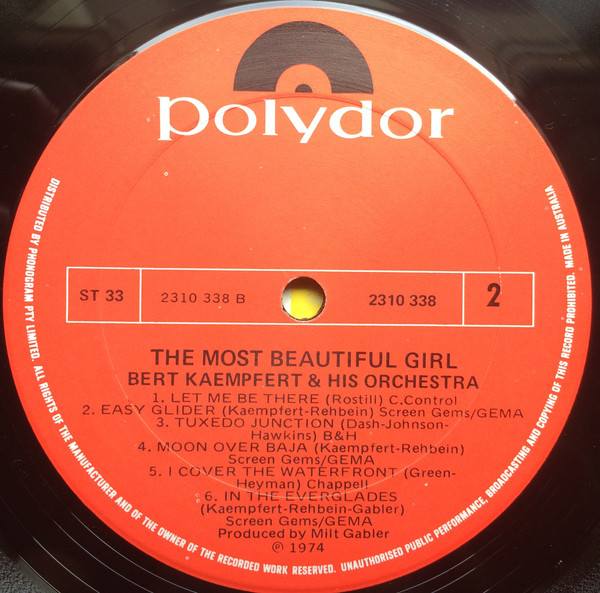 polydor
ST 33
2310 338 B
2310 338
2
THE MOST BEAUTIFUL GIRL
BERT KAEMPFERT & HIS ORCHESTRA
1. LET ME BE THERE (Rostill) C.Control
2. EASY GLIDER (Kaempfert-Rehbein) Screen Gems/GEMA
3. TUXEDO JUNCTION (Dash-Johnson-
Hawkins) B&H
4. MOON OVER BAJA (Kaempfert-Rehbein)
Screen Gems/GEMA
5. I COVER THE WATERFRONT (Green-
Heyman) Chappell
6. IN THE EVERGLADES
(Kaempfert-Rehbein-Gabler)
Screen Gems/GEMA
Produced by Milt Gabler
℗ 1974
DISTRIBUTED BY PHONOGRAM PTY LIMITED. ALL RIGHTS OF THE MANUFACTURER AND OF THE OWNER OF THE RECORDED WORK RESERVED. UNAUTHORISED PUBLIC PERFORMANCE, BROADCASTING AND COPYING OF THIS RECORD PROHIBITED. MADE IN AUSTRALIA